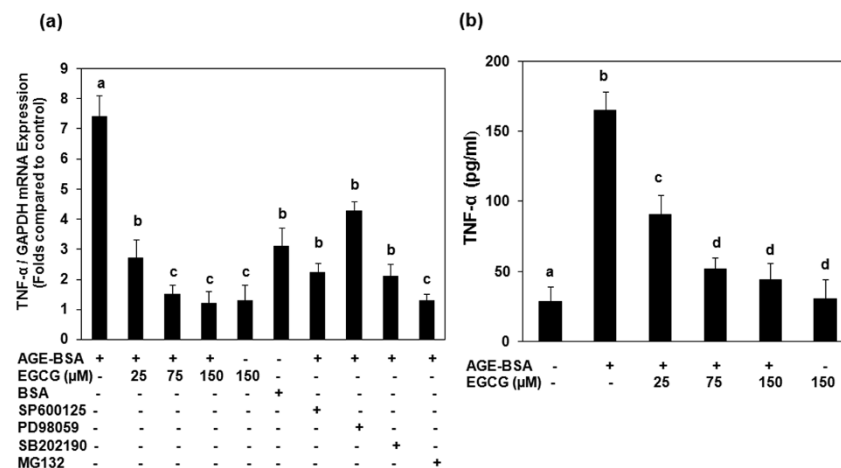 (a)
TNF-α / GAPDH mRNA Expression
(Folds compared to control)
9
8
7
6
5
4
3
2
1
0
a
b
c
c
c
b
b
b
b
c
AGE-BSA + + + + - - + + + +
EGCG (µM) - 25 75 150 150 - - - - -
BSA - - - - - + - - - -
SP600125 - - - - - - + - - -
PD98059 - - - - - - - + - -
SB202190 - - - - - - - - + -
MG132 - - - - - - - - - +
(b)
TNF-α (pg/ml)
200
150
100
50
0
a
b
c
d
d
d
AGE-BSA - + + + + -
EGCG (µM) - - 25 75 150 150